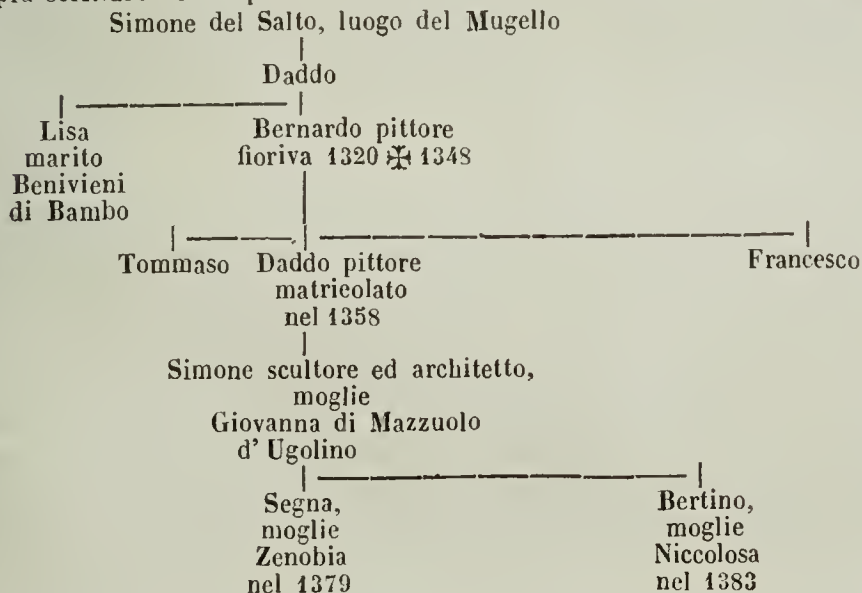 Simone del Salto, luogo del Mugello
Daddo
Lisa
marito
Benivieni
di Bambo
Bernardo pittore
fioriva 1320 ✠ 1348
Tommaso
Daddo pittore
matricolato
nel 1358
Francesco
Simone scultore ed architetto,
moglie
Giovanna di Mazzuolo
d' Ugolino
Segna,
moglie
Zenobia
nel 1379
Bertino,
moglie
Niccolosa
nel 1383